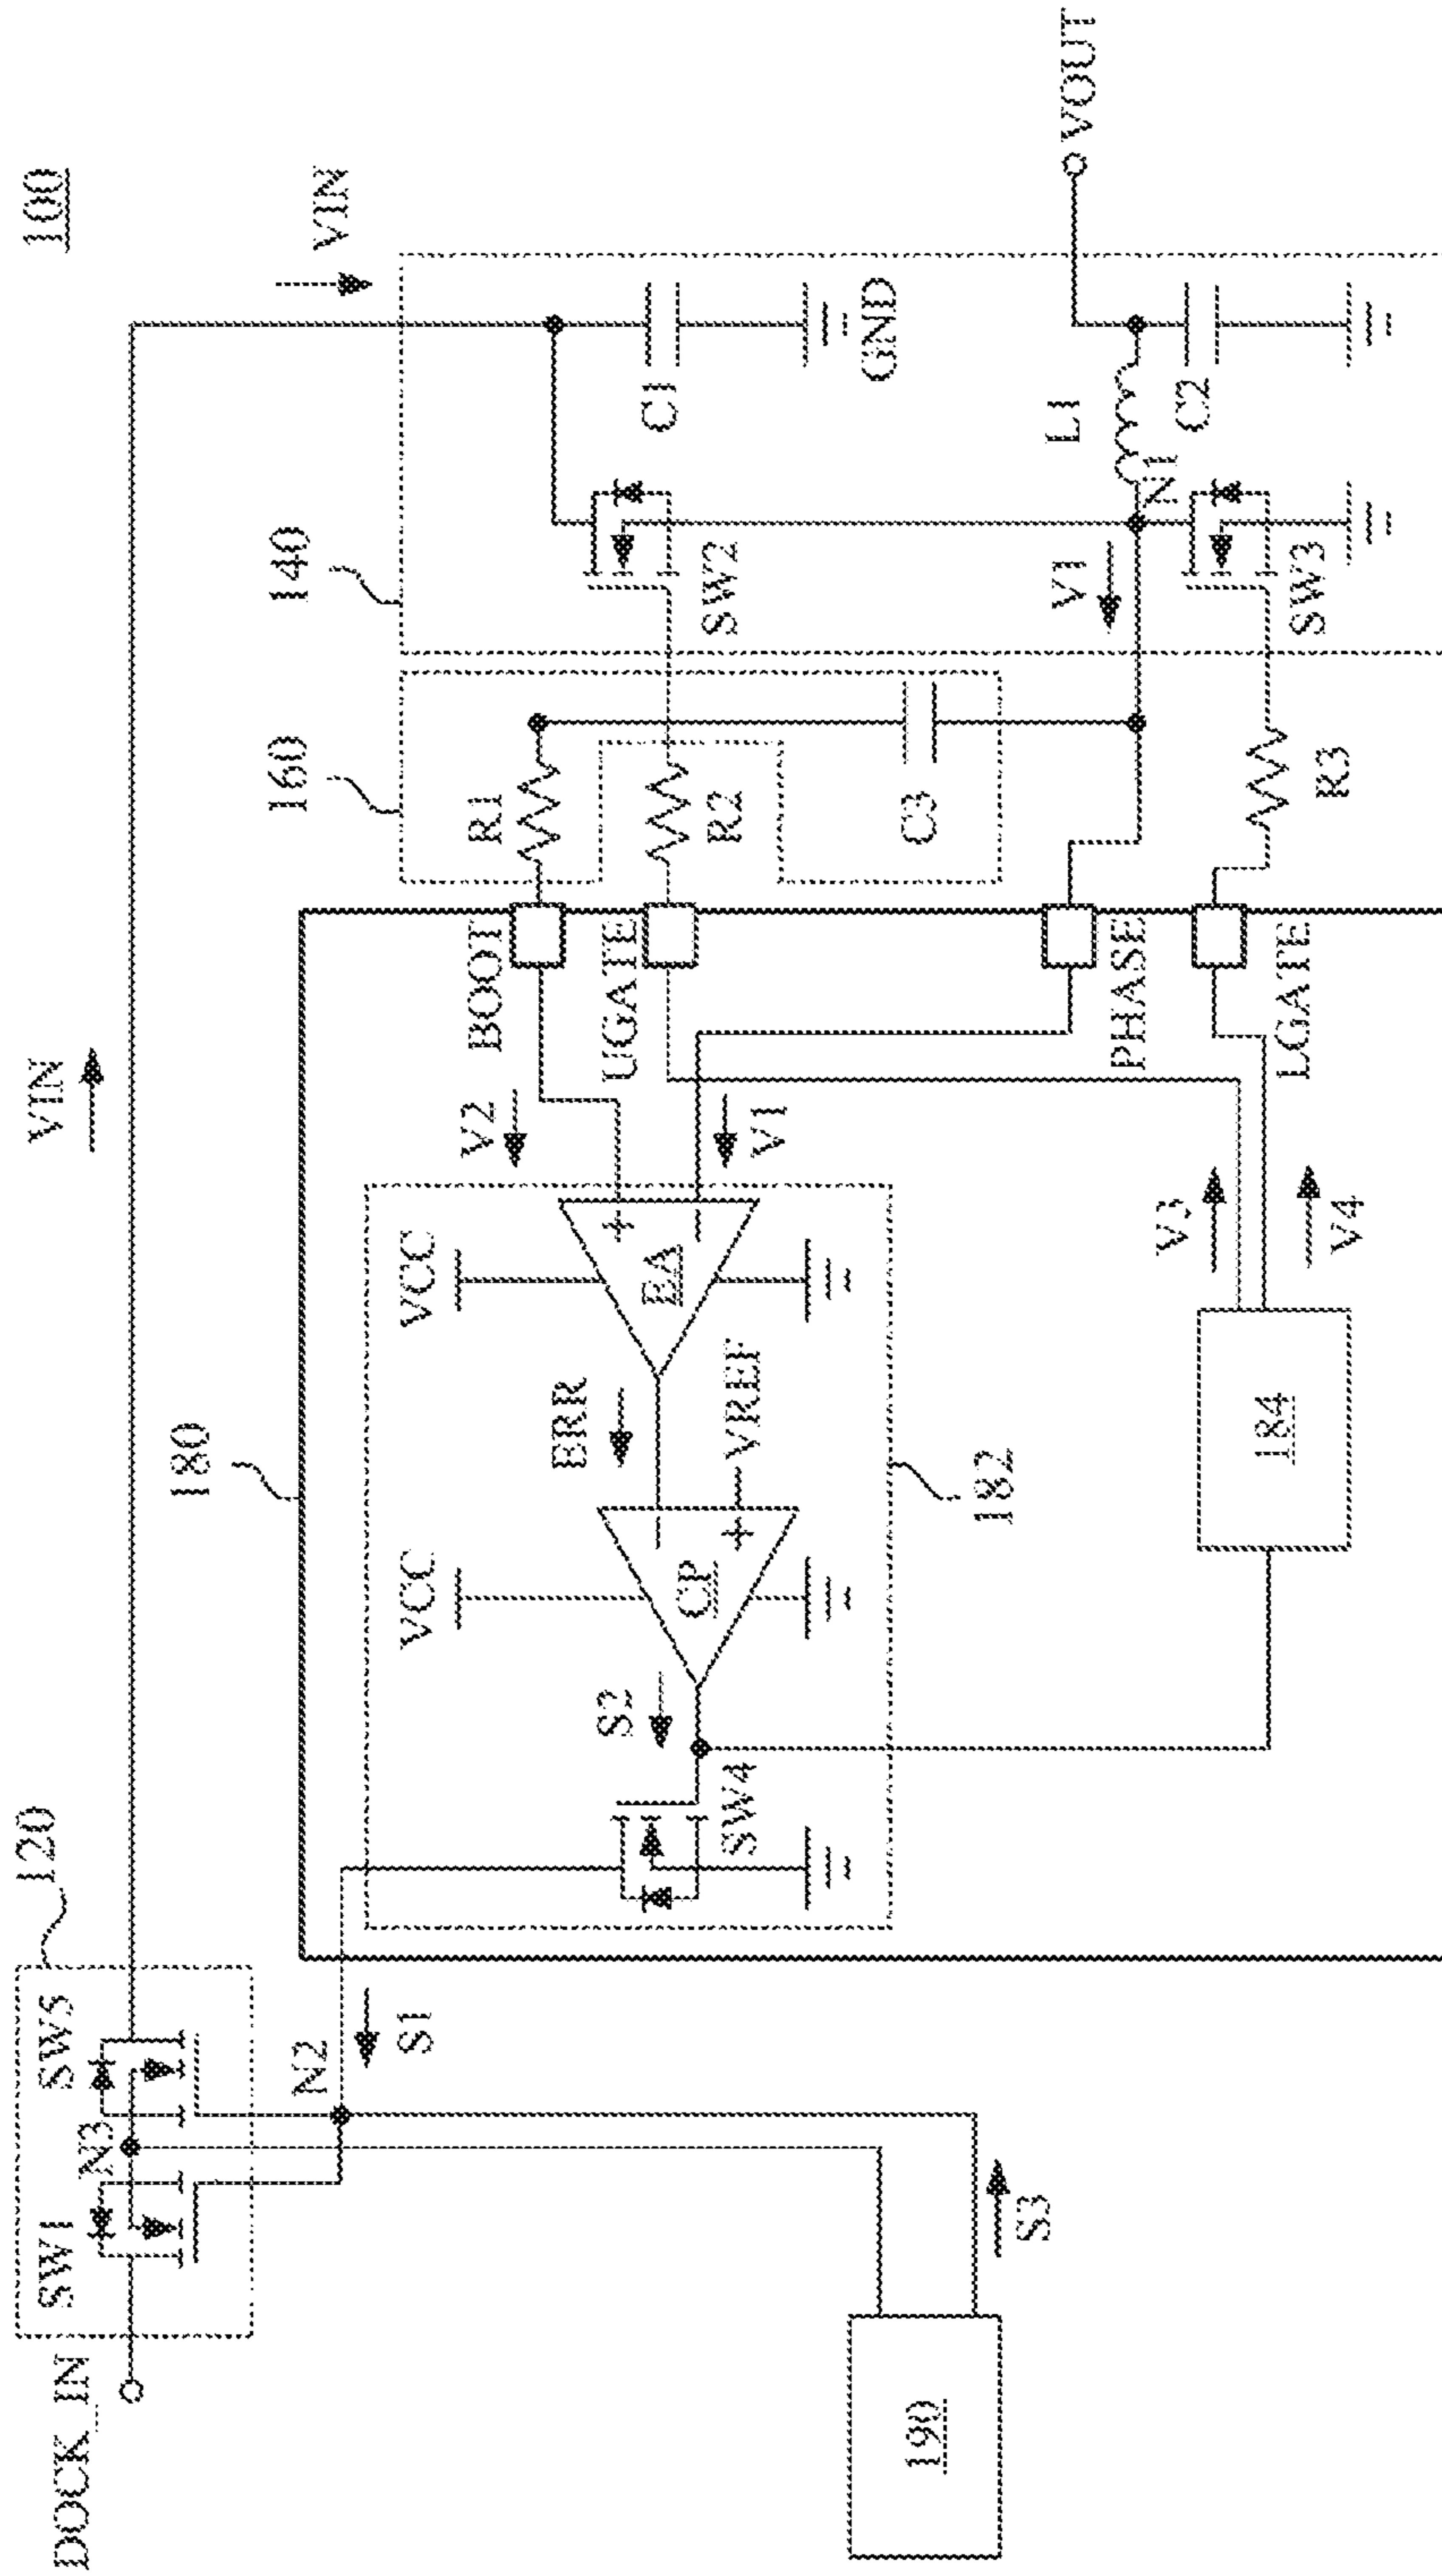 100
VIN
VIN
120
SW1
SW5
N3
DOCK_IN
N2
S1
S3
190
180
VCC
VCC
S2
ERR
VREF
CP
EA
SW4
182
V2
V1
BOOT
UGATE
PHASE
LGATE
V3
V4
184
160
R1
R2
C3
R3
140
SW2
C1
GND
V1
N1
L1
C2
SW3
VOUT